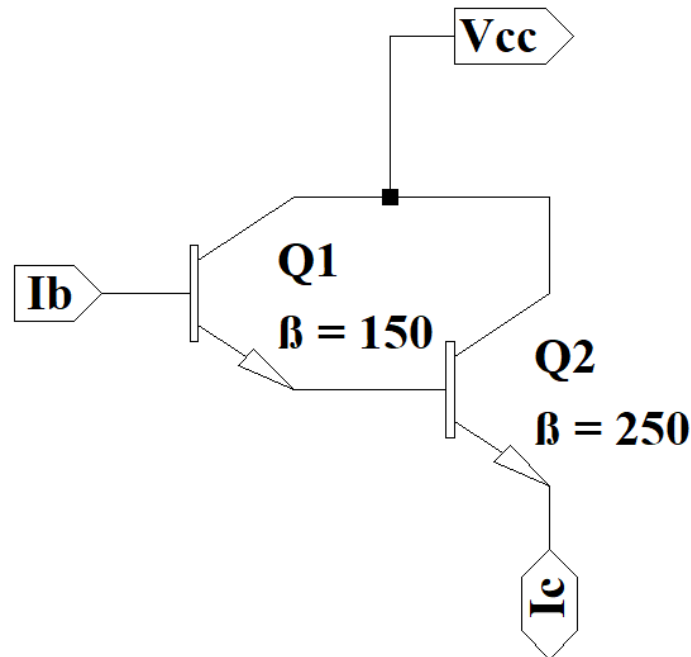 Vcc
Q1
ß = 150
Ib
Q2
ß = 250
Ic